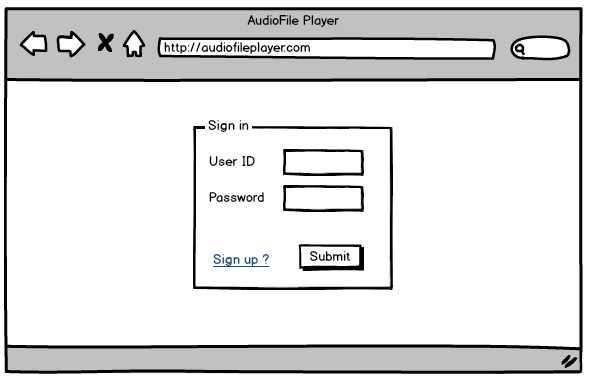 AudioFile Player
http://audiofileplayer.com
Sign in
User ID
Password
Sign up ?
Submit